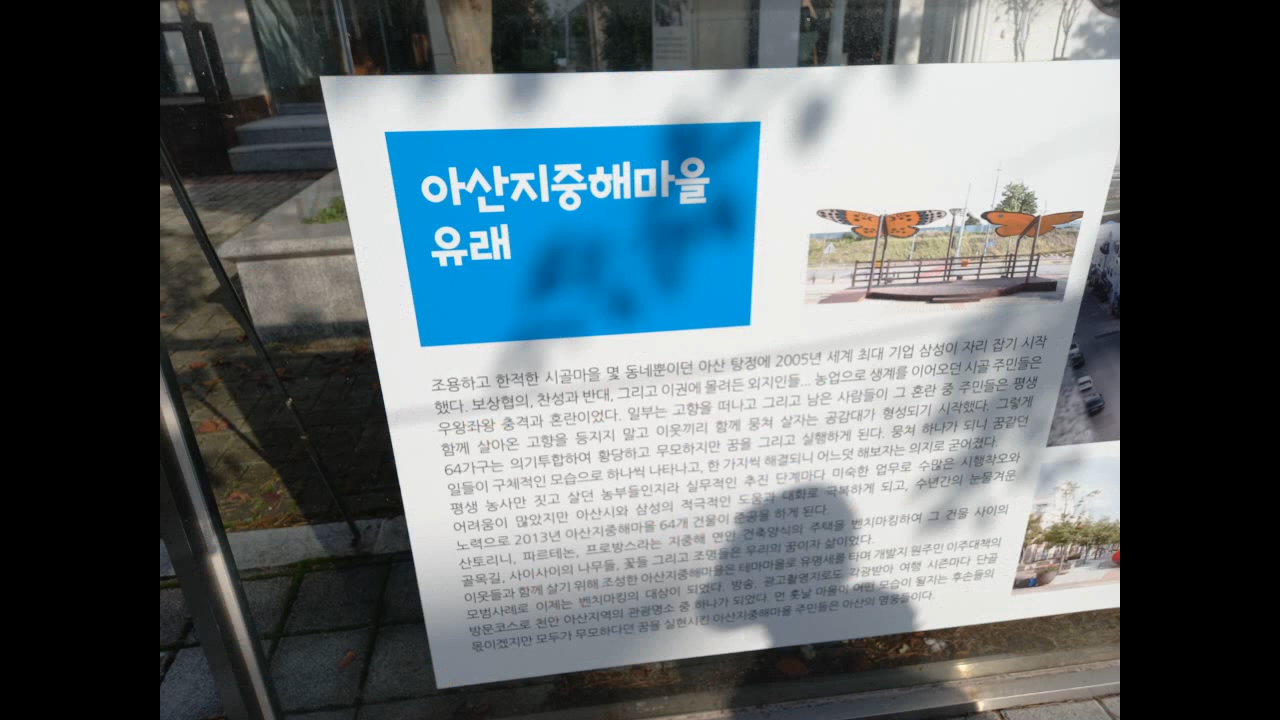 아산지중해마을
유래
조용하고 한적한 시골마을 몇 동네뿐이던 아산 탕정에 2005년 세계 최대 기업 삼성이 자리 잡기 시작
했다. 보상협의, 찬성과 반대, 그리고 이권에 몰려든 외지인들... 농업으로 생계를 이어오던 시골 주민들은
우왕좌왕 충격과 혼란이었다. 일부는 고향을 떠나고 그리고 남은 사람들이 그 혼란 중 주민들은 평생
함께 살아온 고향을 등지지 말고 이웃끼리 함께 뭉쳐 살자는 공감대가 형성되기 시작했다. 그렇게
64가구는 의기투합하여 황당하고 무모하지만 꿈을 그리고 실행하게 된다. 뭉쳐 하나가 되니 꿈같던
일들이 구체적인 모습으로 하나씩 나타나고, 한 가지씩 해결되니 어느덧 해보자는 의지로 굳어졌다.
평생 농사만 짓고 살던 농부들인지라 실무적인 추진 단계마다 미숙한 업무로 수많은 시행착오와
어려움이 많았지만 아산시와 삼성의 적극적인 도움과 대화로 극복하게 되고, 수년간의 눈물겨운
노력으로 2013년 아산지중해마을 64개 건물이 준공을 하게 된다.
산토리니, 파르테논, 프로방스라는 지중해 연안 건축양식의 주택을 벤치마킹하여 그 건물 사이의
골목길, 사이사이의 나무들, 꽃들 그리고 조명들은 우리의 꿈이자 삶이었다.
이웃들과 함께 살기 위해 조성한 아산지중해마을은 테마마을로 유명세를 타며 개발지 원주민 이주대책의
모범사례로 이제는 벤치마킹의 대상이 되었다. 방송, 광고촬영지로도 각광받아 여행 시즌마다 단골
방문코스로 천안 아산지역의 관광명소 중 하나가 되었다. 먼 훗날 마을이 어떤 모습이 될지는 후손들의
몫이겠지만 모두가 무모하다던 꿈을 실현시킨 아산지중해마을 주민들은 아산의 영웅들이다.